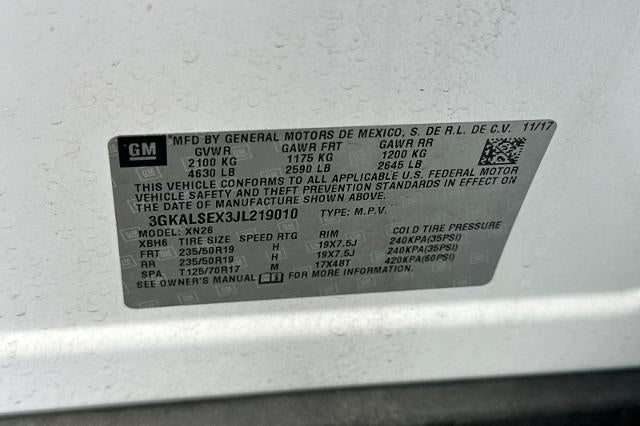 GM MFD BY GENERAL MOTORS DE MEXICO, S. DE R.L. DE C.V. 11/17
GVWR GAWR FRT GAWR RR
2100 KG 1175 KG 1200 KG
4630 LB 2590 LB 2645 LB
THIS VEHICLE CONFORMS TO ALL APPLICABLE U.S. FEDERAL MOTOR
VEHICLE SAFETY AND THEFT PREVENTION STANDARDS IN EFFECT ON
THE DATE OF MANUFACTURE SHOWN ABOVE.
3GKALSEX3JL219010 TYPE: M.P.V.
MODEL: XN26
XBH6 TIRE SIZE SPEED RTG RIM COLD TIRE PRESSURE
FRT 235/50R19 H 19X7.5J 240KPA(35PSI)
RR 235/50R19 H 19X7.5J 240KPA(35PSI)
SPA T125/70R17 M 17X4BT 420KPA(60PSI)
SEE OWNER'S MANUAL